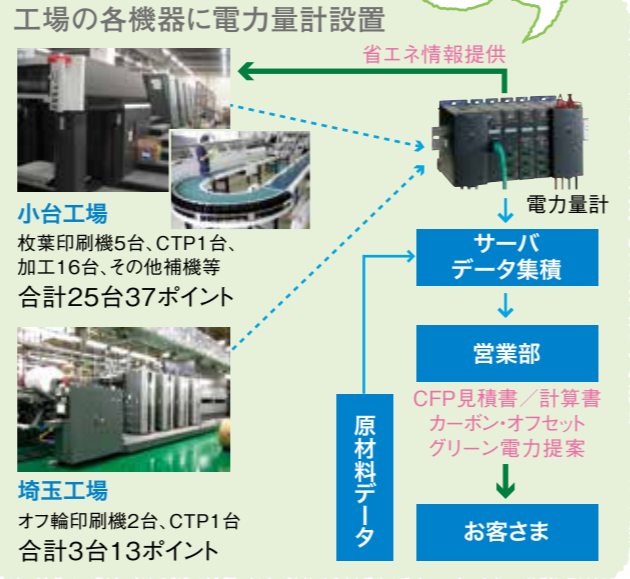 工場の各機器に電力量計設置
省エネ情報提供
電力量計
小台工場
枚葉印刷機5台、CTP1台、
加工16台、その他補機等
合計25台37ポイント
埼玉工場
オフ輪印刷機2台、CTP1台
合計3台13ポイント
サーバ
データ集積
営業部
CFP見積書／計算書
カーボン・オフセット
グリーン電力提案
原材料データ
お客さま